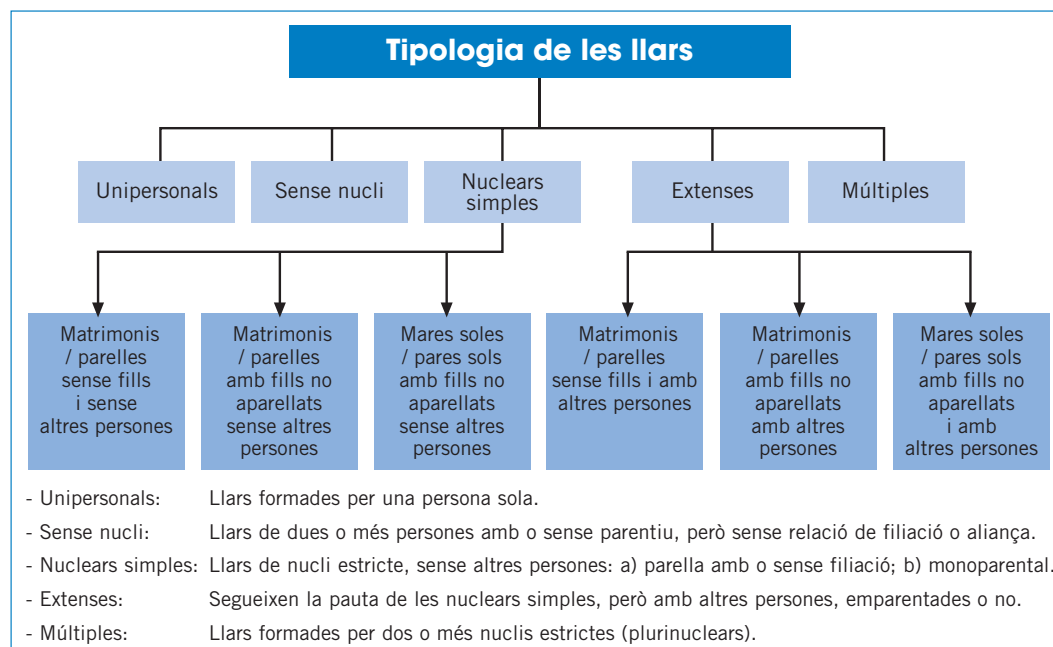 Tipologia de les llars
Unipersonals
Sense nucli
Nuclears
simples
Extenses
Múltiples
Matrimonis
/ parelles
sense fills
i sense
altres persones
Matrimonis
/ parelles
amb fills no
aparellats
sense altres
persones
Mares soles
/ pares sols
amb fills no
aparellats
sense altres
persones
Matrimonis
/ parelles
sense fills i amb
altres persones
Matrimonis
/ parelles
amb fills no
aparellats
amb altres
persones
Mares soles
/ pares sols
amb fills no
aparellats
i amb
altres persones
- Unipersonals: Llars formades per una persona sola.
- Sense nucli: Llars de dues o més persones amb o sense parentiu, però sense relació de filiació o aliança.
- Nuclears simples: Llars de nucli estricte, sense altres persones: a) parella amb o sense filiació; b) monoparental.
- Extenses: Segueixen la pauta de les nuclears simples, però amb altres persones, emparentades o no.
- Múltiples: Llars formades per dos o més nuclis estrictes (plurinuclears).